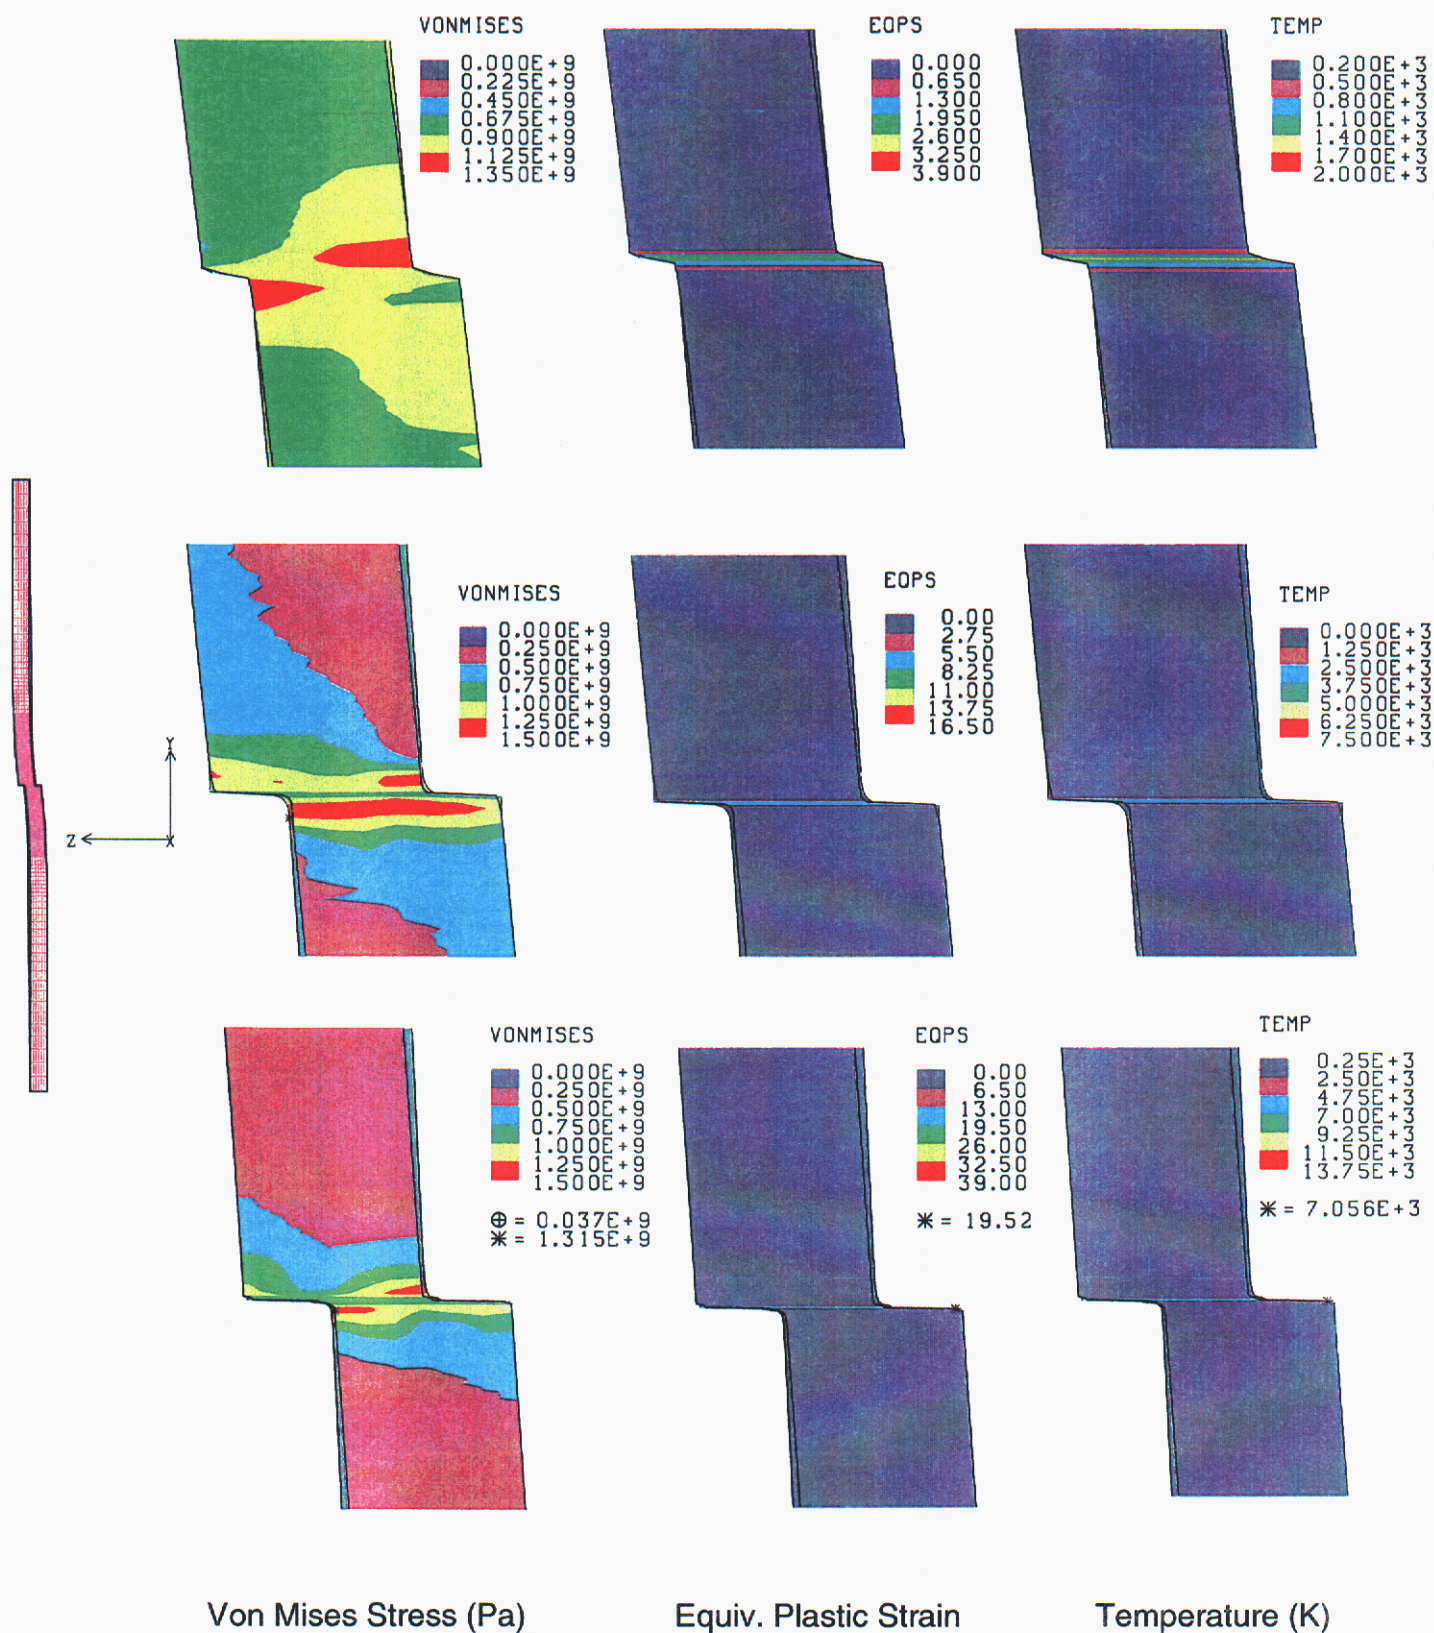 VONMISES
0.000E+9
0.225E+9
0.450E+9
0.675E+9
0.900E+9
1.125E+9
1.350E+9
EQPS
0.000
0.650
1.300
1.950
2.600
3.250
3.900
TEMP
0.200E+3
0.500E+3
0.800E+3
1.100E+3
1.400E+3
1.700E+3
2.000E+3
Y
Z
X
VONMISES
0.000E+9
0.250E+9
0.500E+9
0.750E+9
1.000E+9
1.250E+9
1.500E+9
EQPS
0.00
2.75
5.50
8.25
11.00
13.75
16.50
TEMP
0.000E+3
1.250E+3
2.500E+3
3.750E+3
5.000E+3
6.250E+3
7.500E+3
VONMISES
0.000E+9
0.250E+9
0.500E+9
0.750E+9
1.000E+9
1.250E+9
1.500E+9
⊕ = 0.037E+9
✳ = 1.315E+9
EQPS
0.00
6.50
13.00
19.50
26.00
32.50
39.00
✳ = 19.52
TEMP
0.25E+3
2.50E+3
4.75E+3
7.00E+3
9.25E+3
11.50E+3
13.75E+3
✳ = 7.056E+3
Von Mises Stress (Pa)
Equiv. Plastic Strain
Temperature (K)